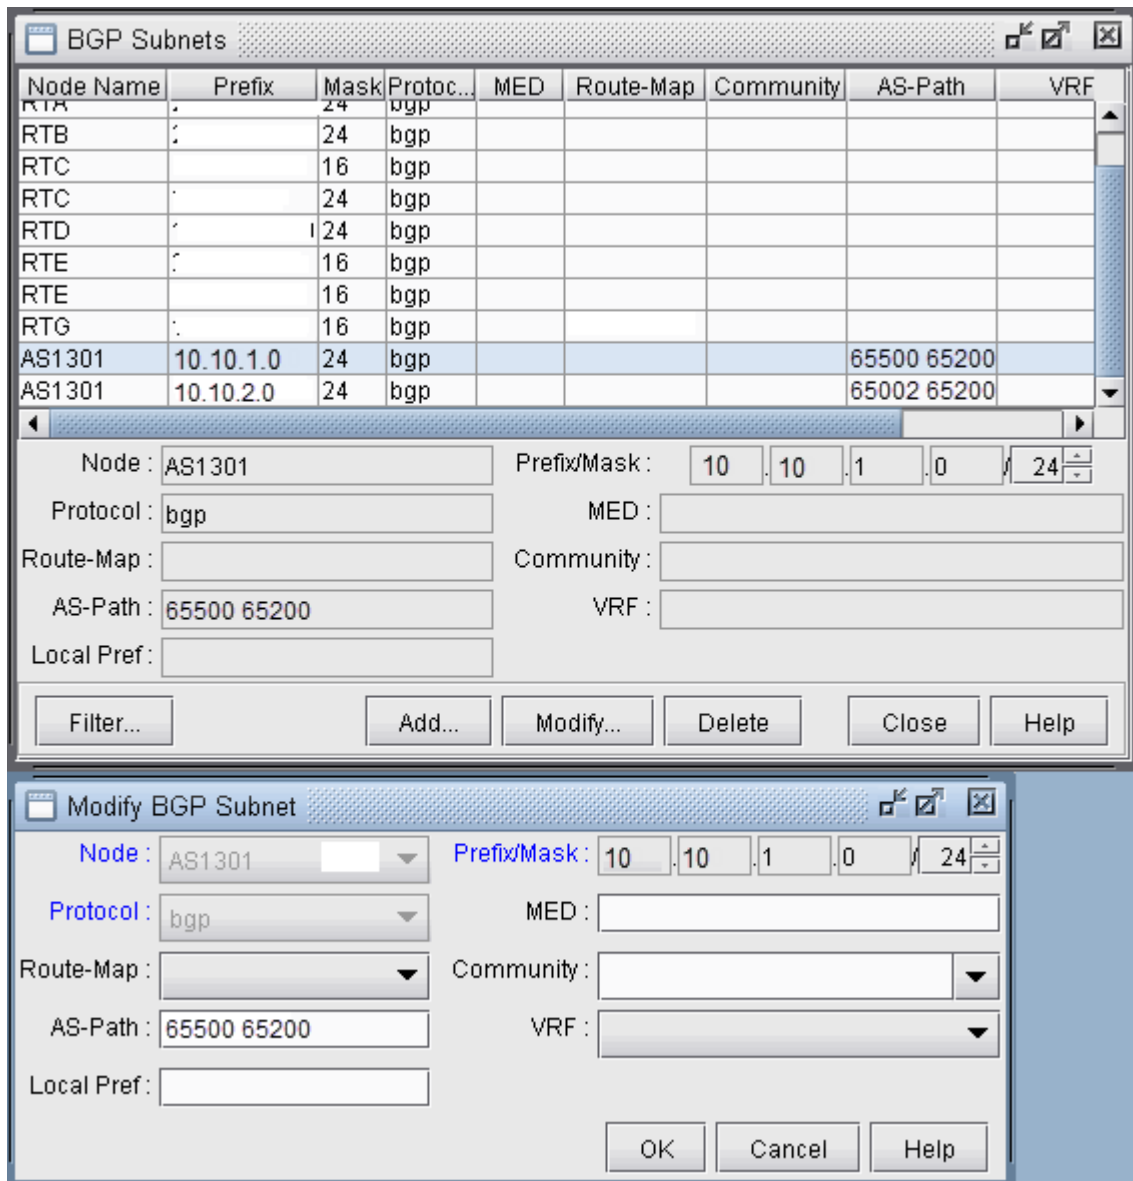 BGP Subnets
Node Name Prefix Mask Protoc... MED Route-Map Community AS-Path VRF
RTA 24 bgp
RTB 24 bgp
RTC 16 bgp
RTC 24 bgp
RTD 24 bgp
RTE 16 bgp
RTE 16 bgp
RTG 16 bgp
AS1301 10.10.1.0 24 bgp 65500 65200
AS1301 10.10.2.0 24 bgp 65002 65200
Node : AS1301 Prefix/Mask : 10 . 10 . 1 . 0 / 24
Protocol : bgp MED :
Route-Map : Community :
AS-Path : 65500 65200 VRF :
Local Pref :
Filter... Add... Modify... Delete Close Help
Modify BGP Subnet
Node : AS1301 Prefix/Mask : 10 . 10 . 1 . 0 / 24
Protocol : bgp MED :
Route-Map : Community :
AS-Path : 65500 65200 VRF :
Local Pref :
OK Cancel Help